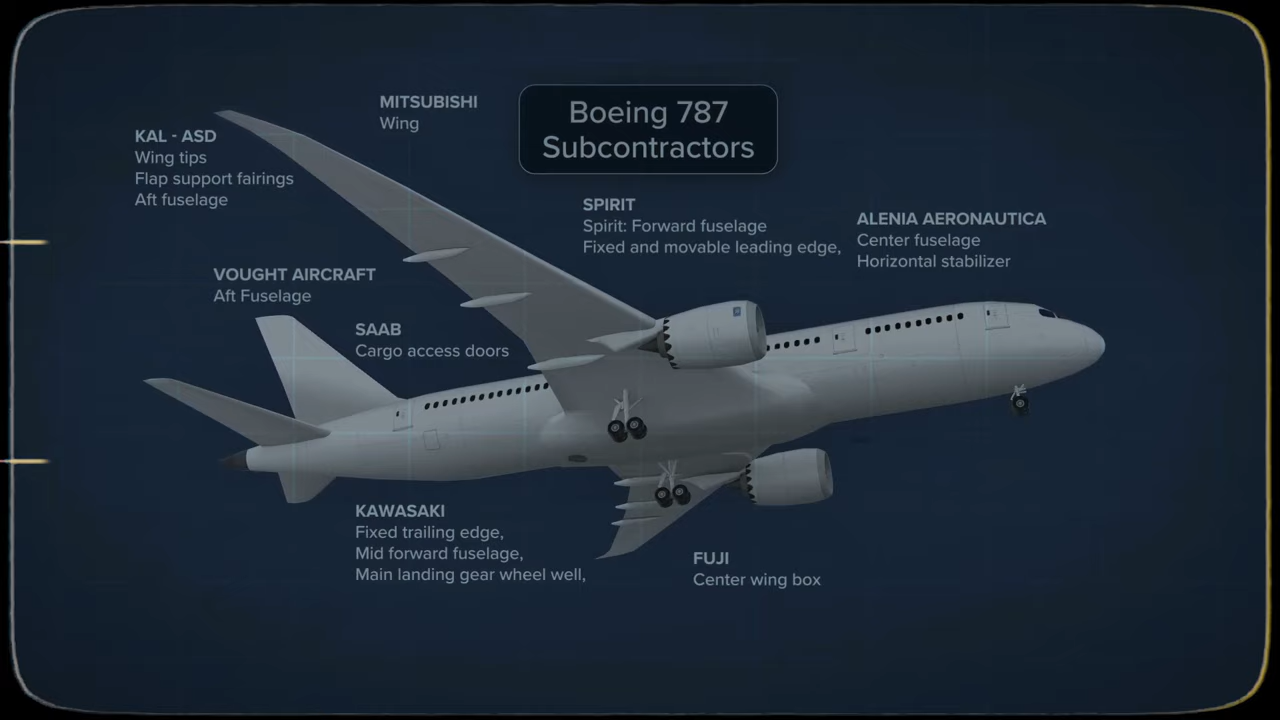 MITSUBISHI
Wing
Boeing 787
Subcontractors
KAL - ASD
Wing tips
Flap support fairings
Aft fuselage
SPIRIT
Spirit: Forward fuselage
Fixed and movable leading edge,
ALENIA AERONAUTICA
Center fuselage
Horizontal stabilizer
VOUGHT AIRCRAFT
Aft Fuselage
SAAB
Cargo access doors
KAWASAKI
Fixed trailing edge,
Mid forward fuselage,
Main landing gear wheel well,
FUJI
Center wing box